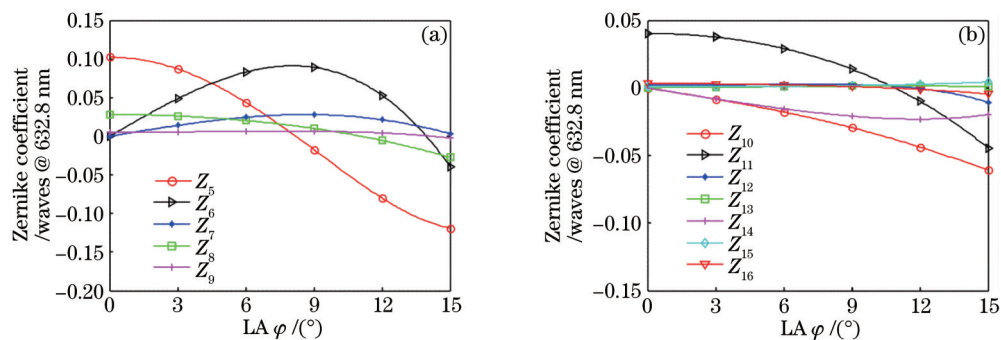 (a)
Zernike coefficient
/waves @ 632.8 nm
0.15
0.10
0.05
0
−0.05
−0.10
−0.15
−0.20
Z5
Z6
Z7
Z8
Z9
0 3 6 9 12 15
LA φ /(°)
(b)
Zernike coefficient
/waves @ 632.8 nm
0.05
0
−0.05
−0.10
−0.15
Z10
Z11
Z12
Z13
Z14
Z15
Z16
0 3 6 9 12 15
LA φ /(°)